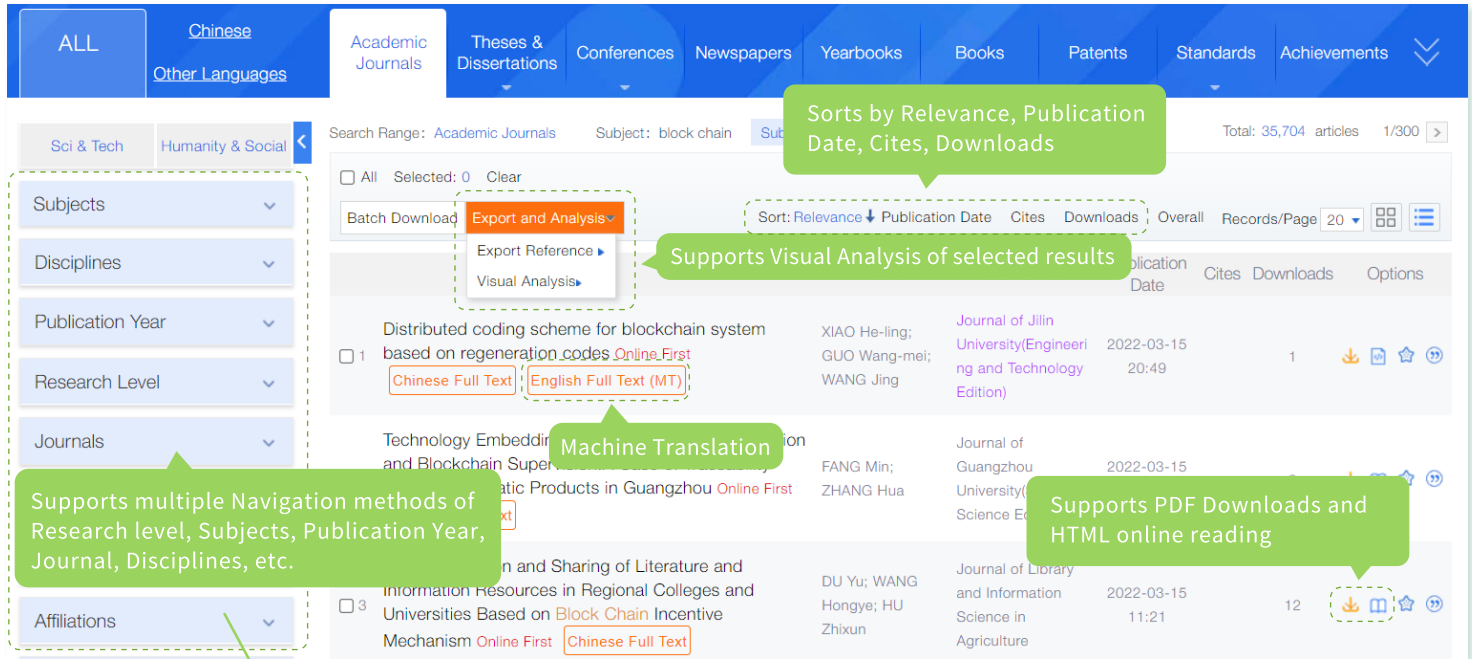 ALL
Chinese
Other Languages
Academic
Journals
Theses &
Dissertations
Conferences
Newspapers
Yearbooks
Books
Patents
Standards
Achievements
Sorts by Relevance, Publication
Date, Cites, Downloads
Sci & Tech
Humanity & Social
Search Range: Academic Journals Subject: block chain
Total: 35,704 articles 1/300
All Selected: 0 Clear
Batch Download Export and Analysis
Sort: Relevance Publication Date Cites Downloads Overall Records/Page 20
Export Reference
Visual Analysis
Supports Visual Analysis of selected results
Date
Cites
Downloads
Options
Subjects
Disciplines
Publication Year
Research Level
Journals
Supports multiple Navigation methods of
Research level, Subjects, Publication Year,
Journal, Disciplines, etc.
Affiliations
1
Distributed coding scheme for blockchain system
based on regeneration codes Online First
Chinese Full Text English Full Text (MT)
Machine Translation
XIAO He-ling;
GUO Wang-mei;
WANG Jing
Journal of Jilin
University(Engineeri
ng and Technology
Edition)
2022-03-15
20:49
1
Technology
and Blockchain
Products in Guangzhou Online First
FANG Min;
ZHANG Hua
Journal of
Guangzhou
Science
2022-03-15
Supports PDF Downloads and
HTML online reading
3
and Sharing of Literature and
Information Resources in Regional Colleges and
Universities Based on Block Chain Incentive
Mechanism Online First Chinese Full Text
DU Yu; WANG
Hongye; HU
Zhixun
Journal of Library
and Information
Science in
Agriculture
2022-03-15
11:21
12